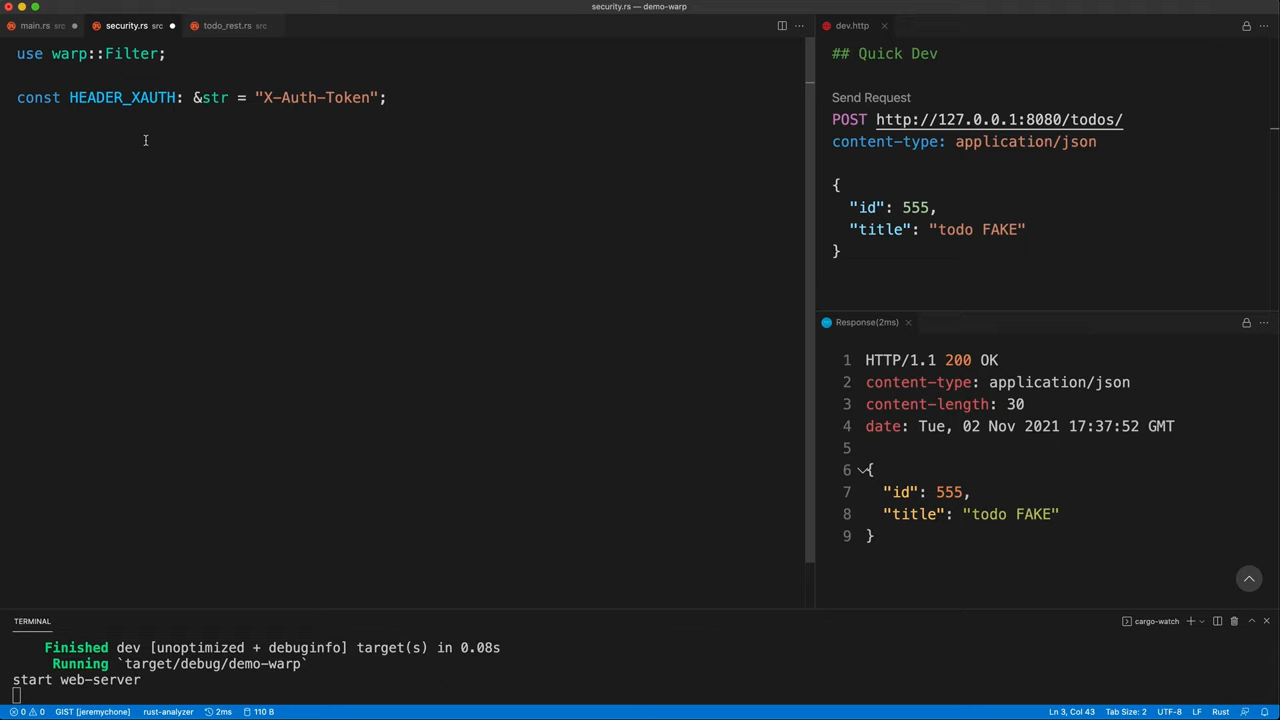 security.rs — demo-warp
main.rs src
security.rs src
todo_rest.rs src
dev.http
use warp::Filter;
const HEADER_XAUTH: &str = "X-Auth-Token";
## Quick Dev
Send Request
POST http://127.0.0.1:8080/todos/
content-type: application/json
{
"id": 555,
"title": "todo FAKE"
}
Response(2ms)
1 HTTP/1.1 200 OK
2 content-type: application/json
3 content-length: 30
4 date: Tue, 02 Nov 2021 17:37:52 GMT
5
6 {
7 "id": 555,
8 "title": "todo FAKE"
9 }
TERMINAL
cargo-watch
Finished dev [unoptimized + debuginfo] target(s) in 0.08s
Running `target/debug/demo-warp`
start web-server
0 0 GIST [jeremychone] rust-analyzer 2ms 110 B Ln 3, Col 43 Tab Size: 2 UTF-8 LF Rust